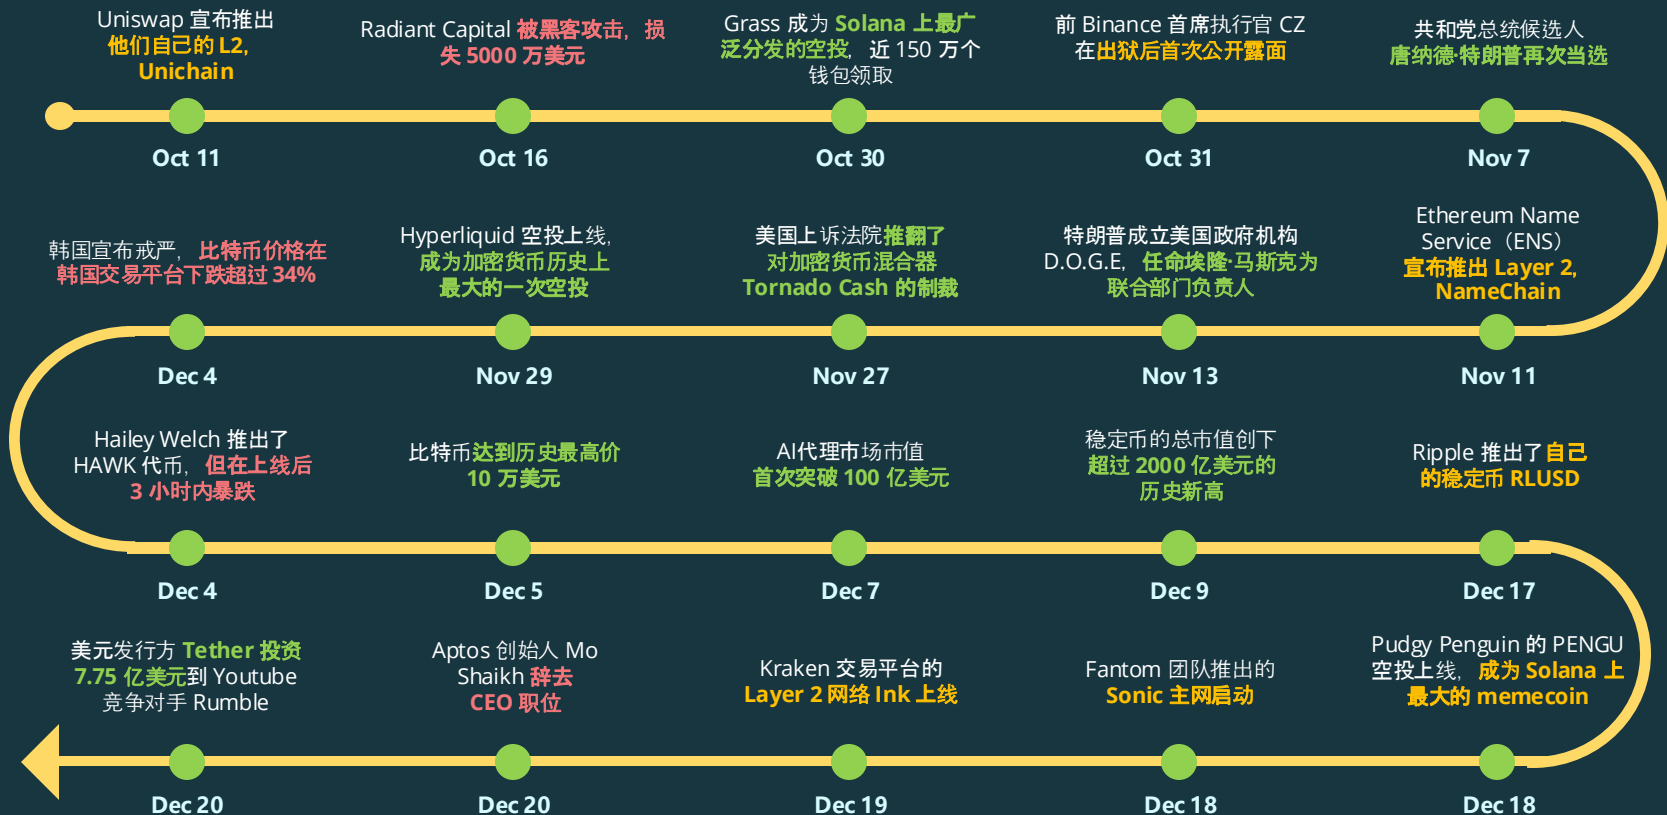 Uniswap 宣布推出
他们自己的 L2,
Unichain
Oct 11
Radiant Capital 被黑客攻击，损
失 5000 万美元
Oct 16
Grass 成为 Solana 上最广
泛分发的空投，近 150 万个
钱包领取
Oct 30
前 Binance 首席执行官 CZ
在出狱后首次公开露面
Oct 31
共和党总统候选人
唐纳德·特朗普再次当选
Nov 7
Ethereum Name
Service（ENS）
宣布推出 Layer 2,
NameChain
Nov 11
特朗普成立美国政府机构
D.O.G.E，任命埃隆·马斯克为
联合部门负责人
Nov 13
美国上诉法院推翻了
对加密货币混合器
Tornado Cash 的制裁
Nov 27
Hyperliquid 空投上线，
成为加密货币历史上
最大的一次空投
Nov 29
韩国宣布戒严，比特币价格在
韩国交易平台下跌超过 34%
Dec 4
Hailey Welch 推出了
HAWK 代币，但在上线后
3 小时内暴跌
Dec 4
比特币达到历史最高价
10 万美元
Dec 5
AI代理市场市值
首次突破 100 亿美元
Dec 7
稳定币的总市值创下
超过 2000 亿美元的
历史新高
Dec 9
Ripple 推出了自己
的稳定币 RLUSD
Dec 17
Pudgy Penguin 的 PENGU
空投上线，成为 Solana 上
最大的 memecoin
Dec 18
Fantom 团队推出的
Sonic 主网启动
Dec 18
Kraken 交易平台的
Layer 2 网络 Ink 上线
Dec 19
Aptos 创始人 Mo
Shaikh 辞去
CEO 职位
Dec 20
美元发行方 Tether 投资
7.75 亿美元到 Youtube
竞争对手 Rumble
Dec 20